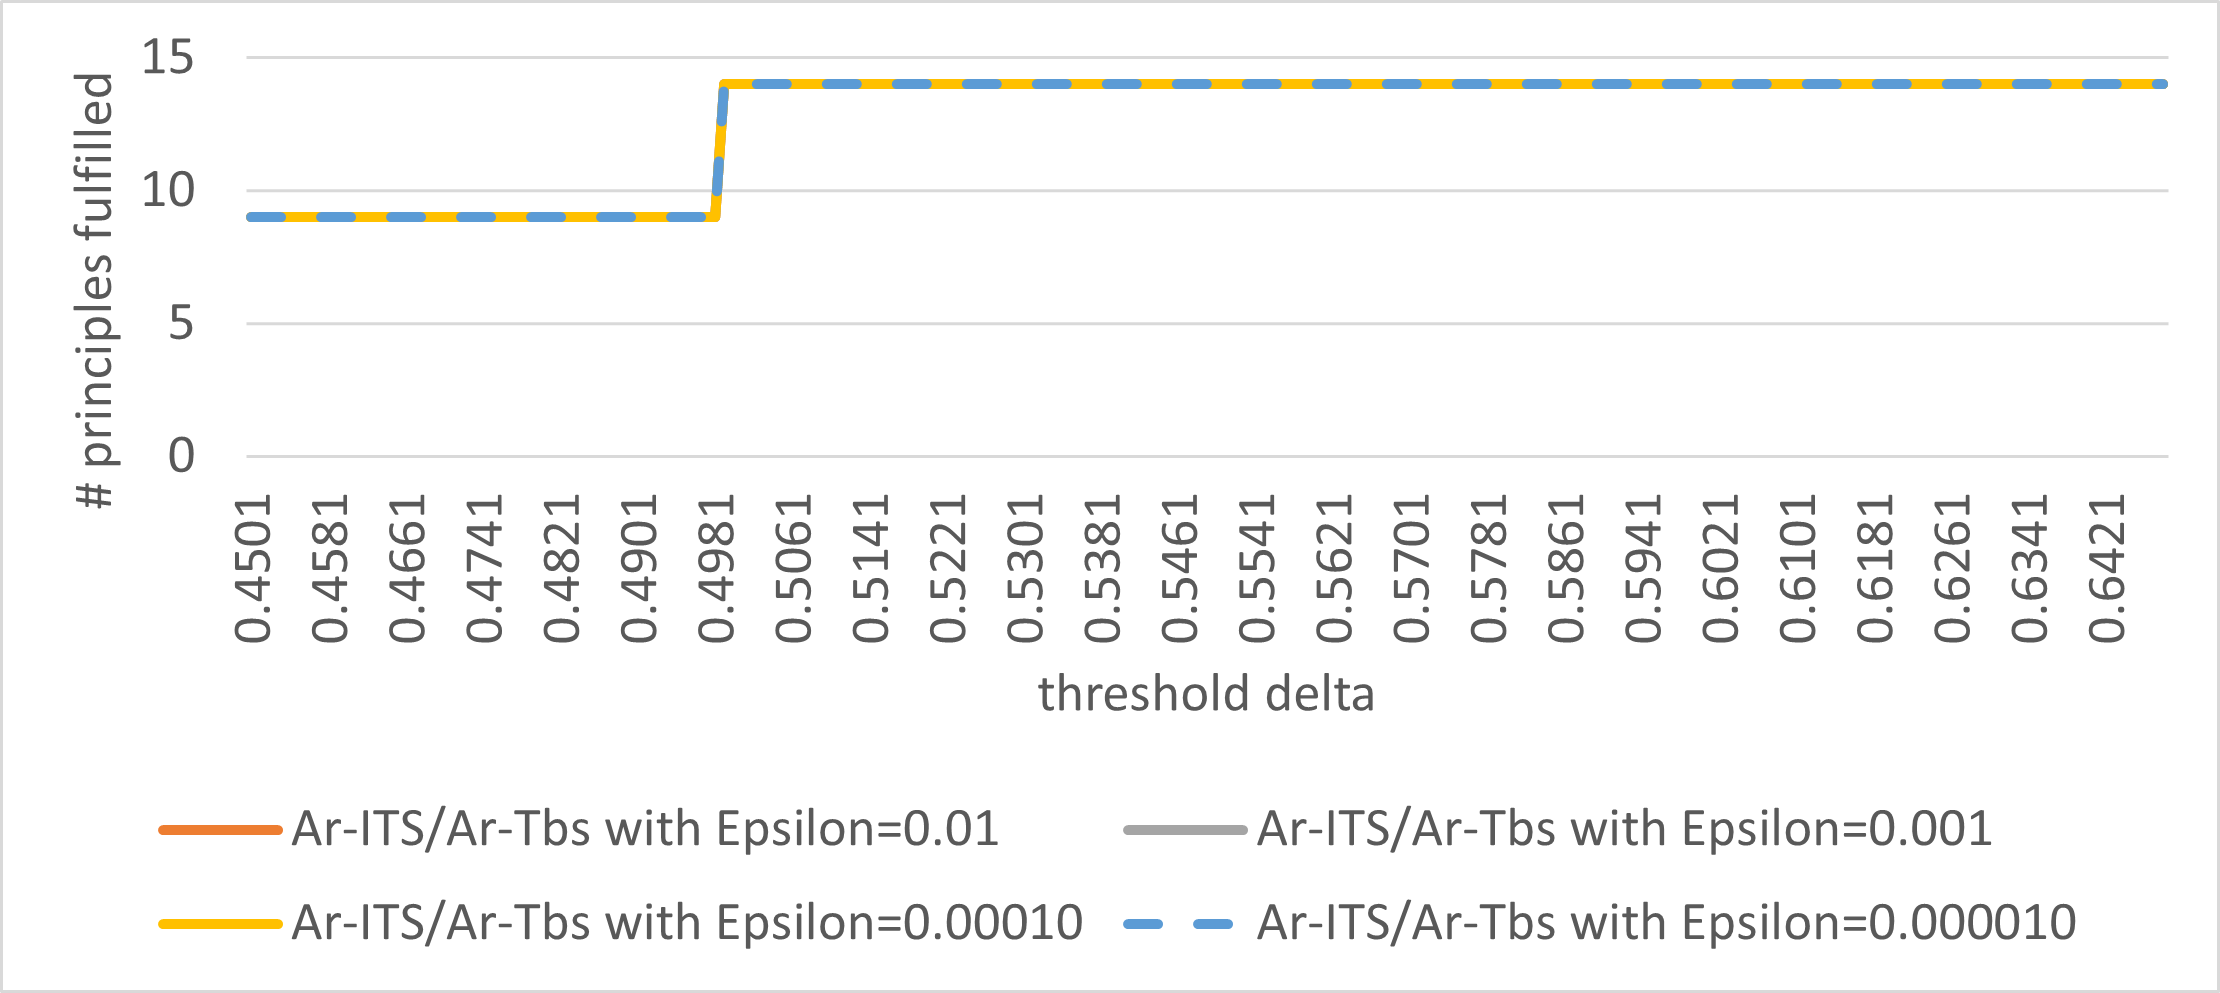 # principles fulfilled
15
10
5
0
0.4501 0.4581 0.4661 0.4741 0.4821 0.4901 0.4981 0.5061 0.5141 0.5221 0.5301 0.5381 0.5461 0.5541 0.5621 0.5701 0.5781 0.5861 0.5941 0.6021 0.6101 0.6181 0.6261 0.6341 0.6421
threshold delta
Ar-ITS/Ar-Tbs with Epsilon=0.01 Ar-ITS/Ar-Tbs with Epsilon=0.001
Ar-ITS/Ar-Tbs with Epsilon=0.00010 Ar-ITS/Ar-Tbs with Epsilon=0.000010